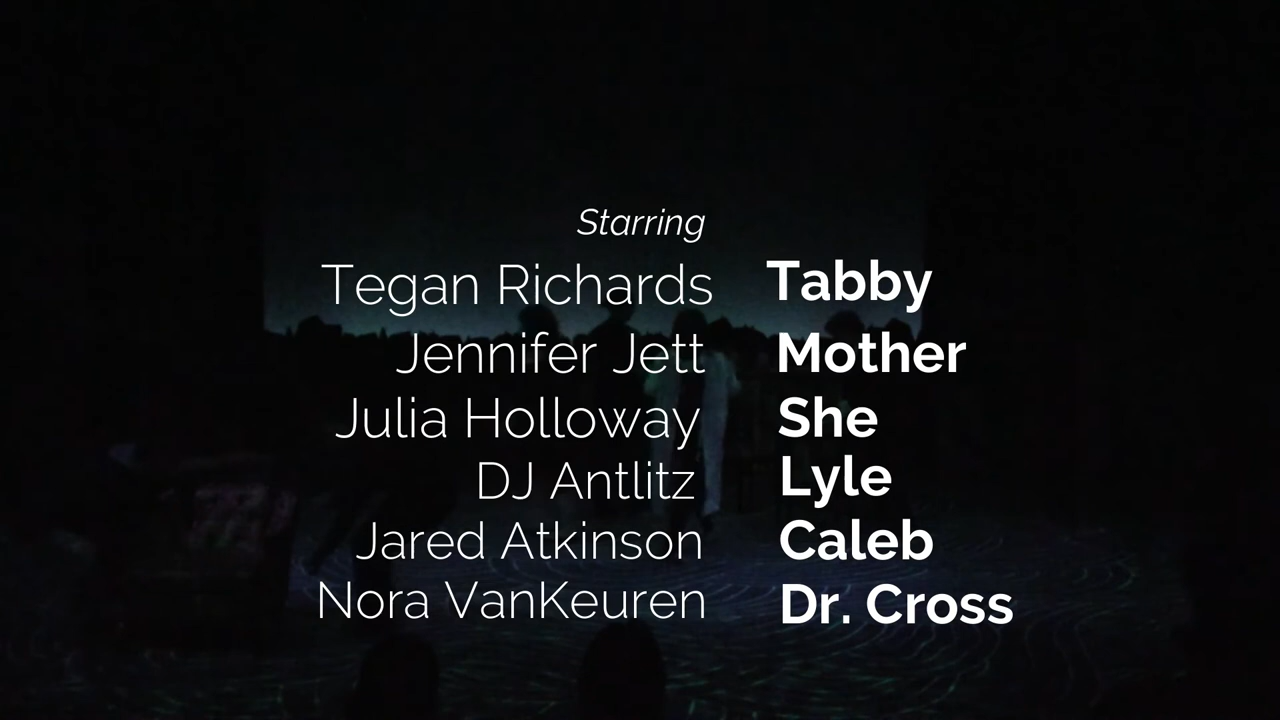 Starring
Tegan Richards Tabby
Jennifer Jett Mother
Julia Holloway She
DJ Antlitz Lyle
Jared Atkinson Caleb
Nora VanKeuren Dr. Cross